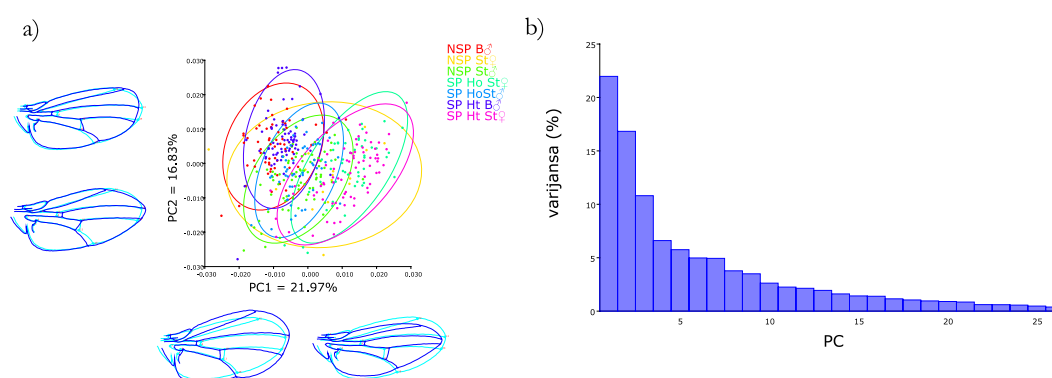 a)
b)
NSP B♂
NSP St♀
NSP St♂
SP Ho St♀
SP HoSt♂
SP Ht B♂
SP Ht St♀
0.030
0.020
0.010
0.000
-0.010
-0.020
-0.030
PC2 = 16.83%
-0.030
-0.020
-0.010
0.000
0.010
0.020
0.030
PC1 = 21.97%
25
20
15
10
5
0
varijansa (%)
5
10
15
20
25
PC